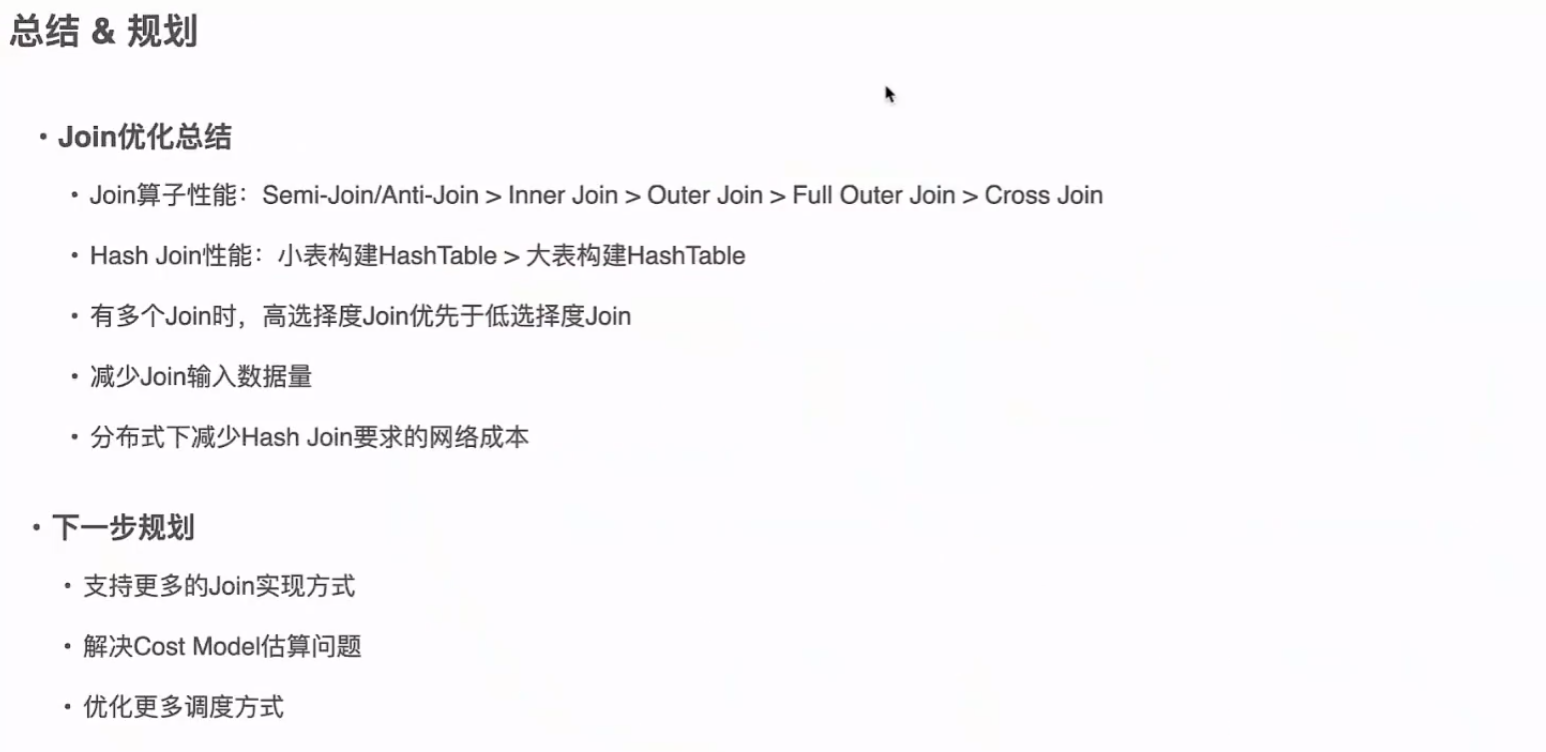 总结 & 规划
• Join优化总结
• Join算子性能：Semi-Join/Anti-Join > Inner Join > Outer Join > Full Outer Join > Cross Join
• Hash Join性能：小表构建HashTable > 大表构建HashTable
• 有多个Join时，高选择度Join优先于低选择度Join
• 减少Join输入数据量
• 分布式下减少Hash Join要求的网络成本
• 下一步规划
• 支持更多的Join实现方式
• 解决Cost Model估算问题
• 优化更多调度方式